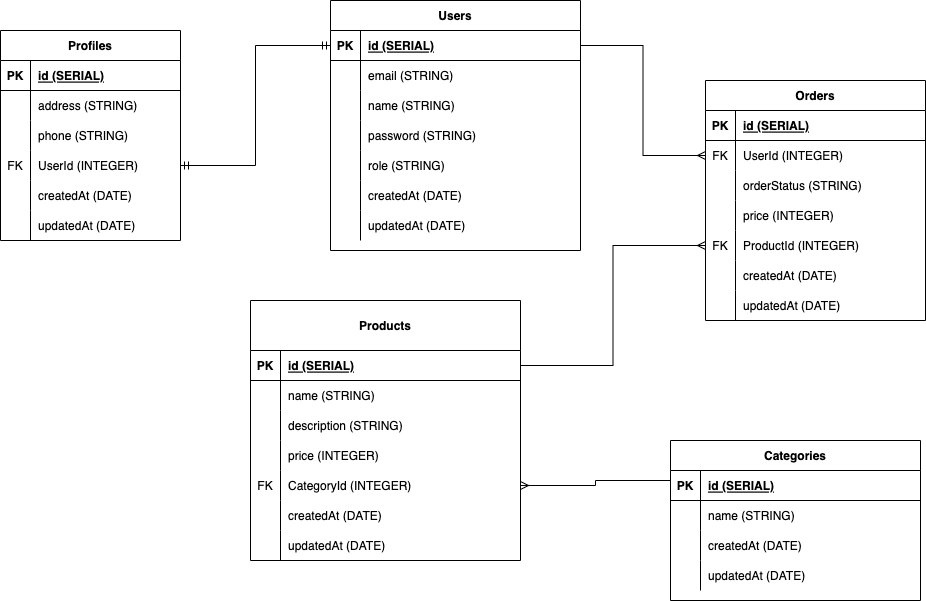 Profiles
PK id (SERIAL)
address (STRING)
phone (STRING)
FK UserId (INTEGER)
createdAt (DATE)
updatedAt (DATE)
Users
PK id (SERIAL)
email (STRING)
name (STRING)
password (STRING)
role (STRING)
createdAt (DATE)
updatedAt (DATE)
Orders
PK id (SERIAL)
FK UserId (INTEGER)
orderStatus (STRING)
price (INTEGER)
FK ProductId (INTEGER)
createdAt (DATE)
updatedAt (DATE)
Products
PK id (SERIAL)
name (STRING)
description (STRING)
price (INTEGER)
FK CategoryId (INTEGER)
createdAt (DATE)
updatedAt (DATE)
Categories
PK id (SERIAL)
name (STRING)
createdAt (DATE)
updatedAt (DATE)